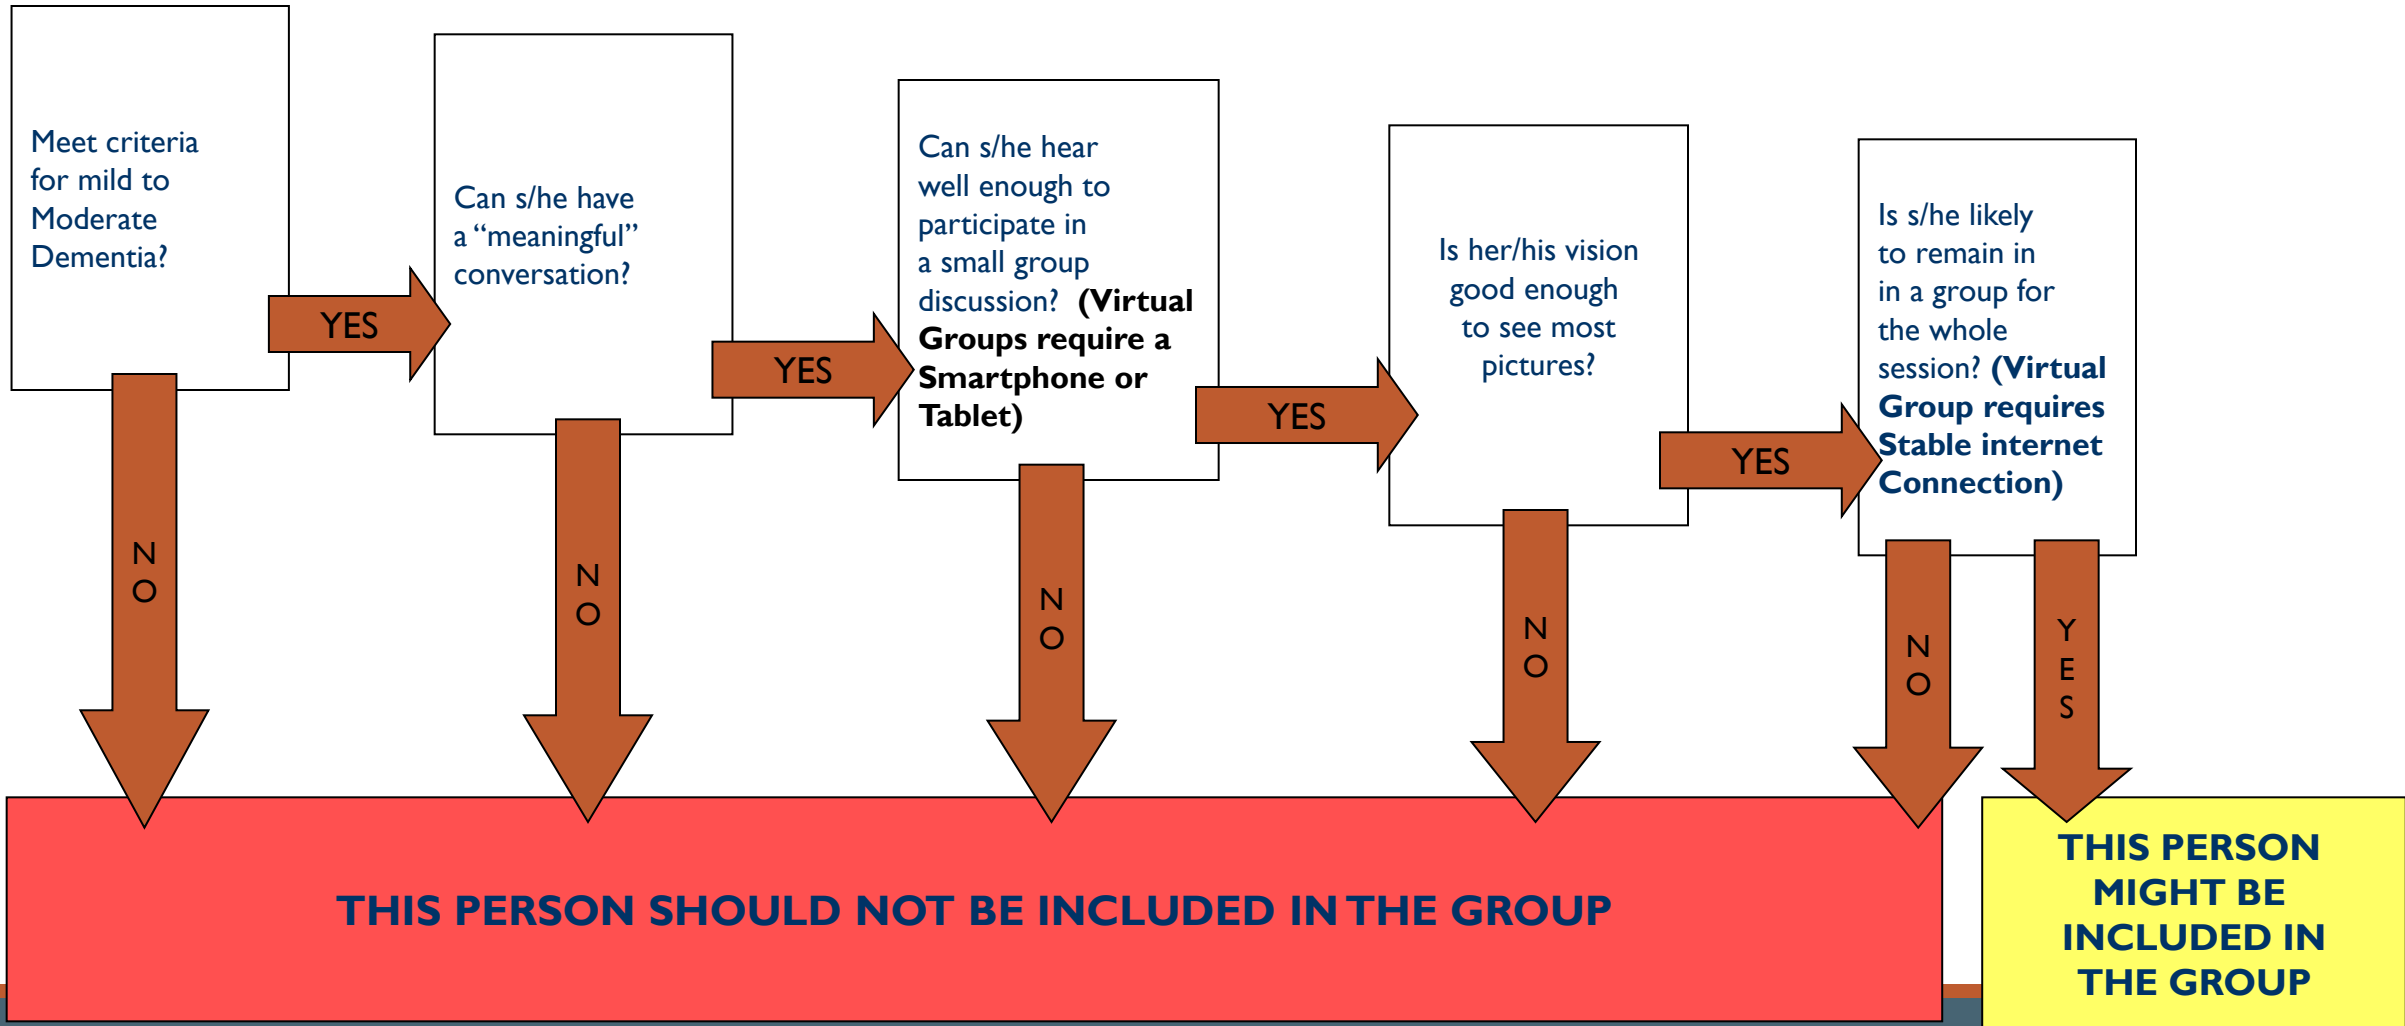 Meet criteria
for mild to
Moderate
Dementia?
YES
N
O
Can s/he have
a “meaningful”
conversation?
YES
N
O
Can s/he hear
well enough to
participate in
a small group
discussion? (Virtual
Groups require a
Smartphone or
Tablet)
YES
N
O
Is her/his vision
good enough
to see most
pictures?
YES
N
O
Is s/he likely
to remain in
in a group for
the whole
session? (Virtual
Group requires
Stable internet
Connection)
N
O
Y
E
S
THIS PERSON SHOULD NOT BE INCLUDED IN THE GROUP
THIS PERSON
MIGHT BE
INCLUDED IN
THE GROUP